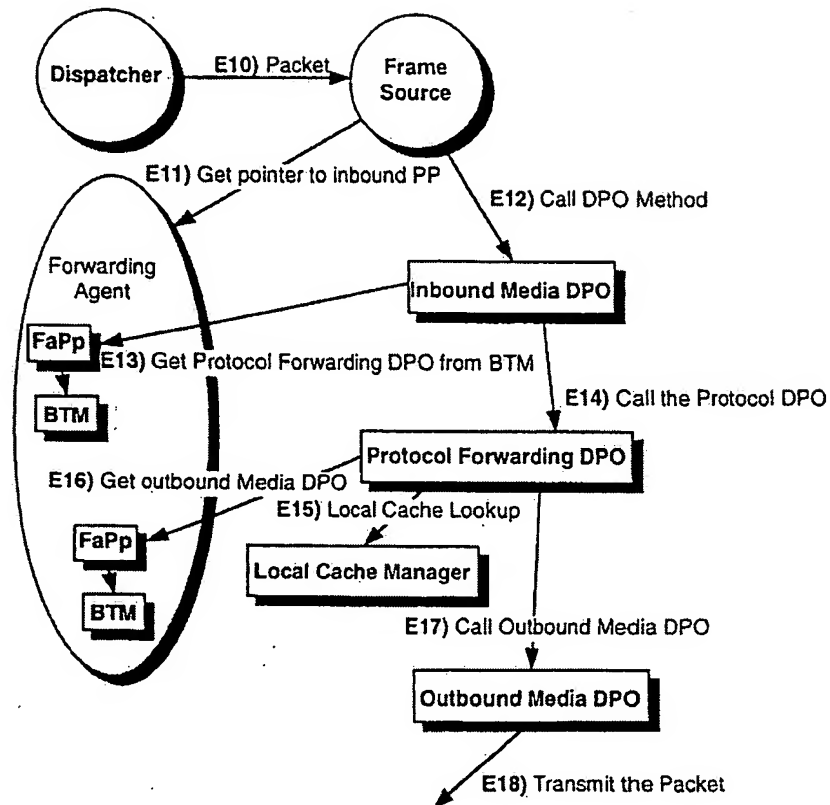 Dispatcher
E10) Packet
Frame
Source
E11) Get pointer to inbound PP
E12) Call DPO Method
Forwarding
Agent
Inbound Media DPO
FaPp
E13) Get Protocol Forwarding DPO from BTM
BTM
E14) Call the Protocol DPO
Protocol Forwarding DPO
E16) Get outbound Media DPO
E15) Local Cache Lookup
FaPp
Local Cache Manager
BTM
E17) Call Outbound Media DPO
Outbound Media DPO
E18) Transmit the Packet